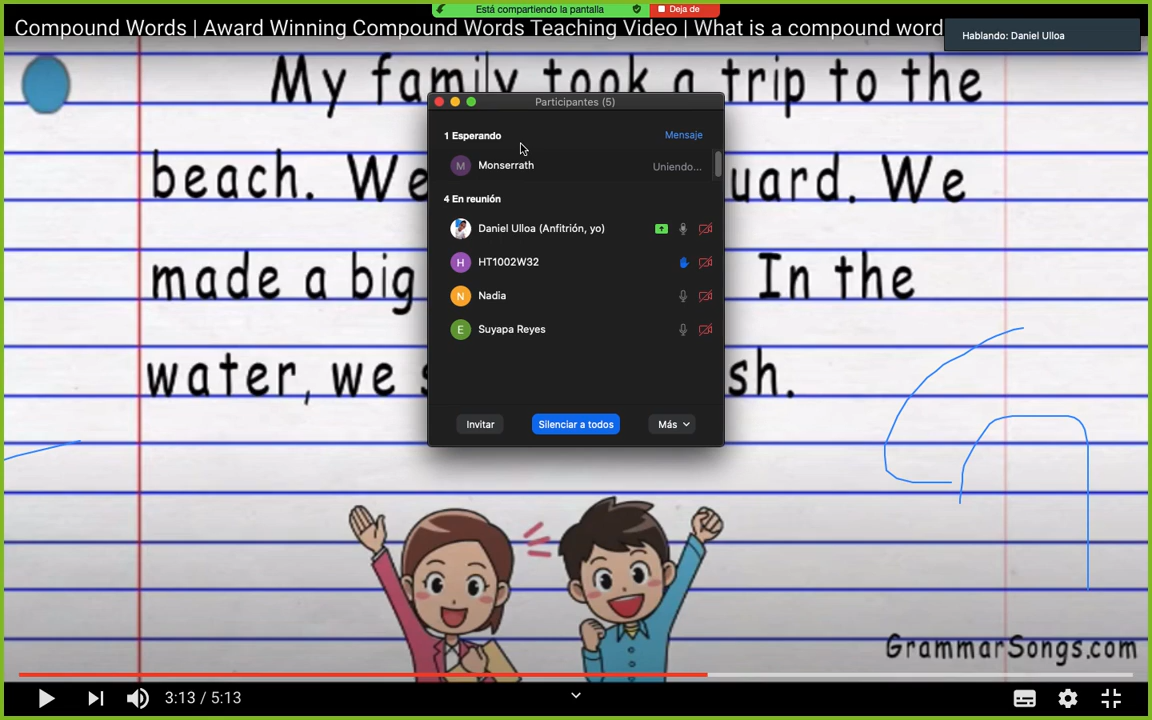 Está compartiendo la pantalla
Deja de
Compound Words | Award Winning Compound Words Teaching Video | What is a compound word
Hablando: Daniel Ulloa
My family took a trip to the
beach. We uard. We
made a big In the
water, we sh.
Participantes (5)
1 Esperando
Mensaje
M Monserrath Uniendo...
4 En reunión
Daniel Ulloa (Anfitrión, yo)
H HT1002W32
N Nadia
E Suyapa Reyes
Invitar
Silenciar a todos
Más
GrammarSongs.com
3:13 / 5:13